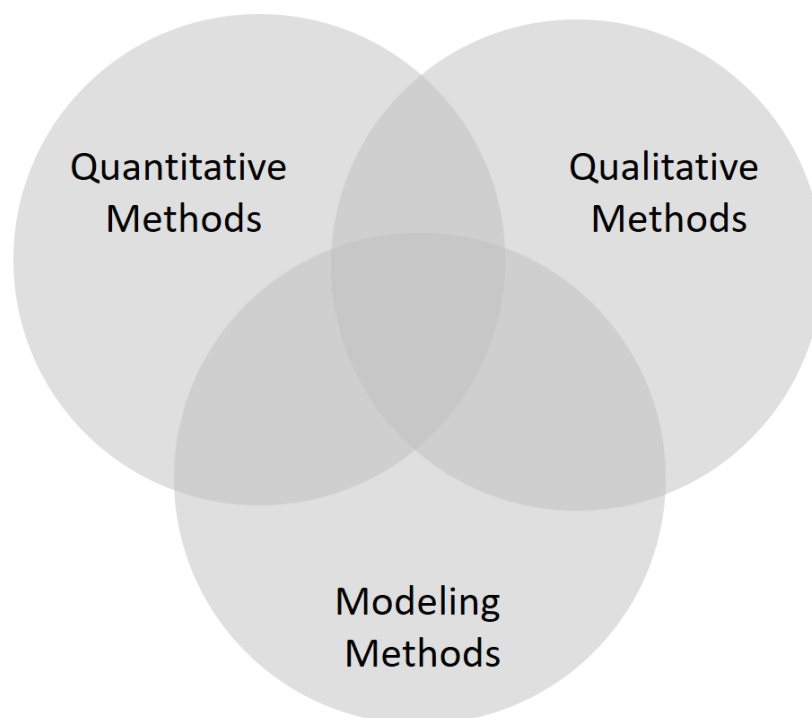 Quantitative
Methods
Qualitative
Methods
Modeling
Methods